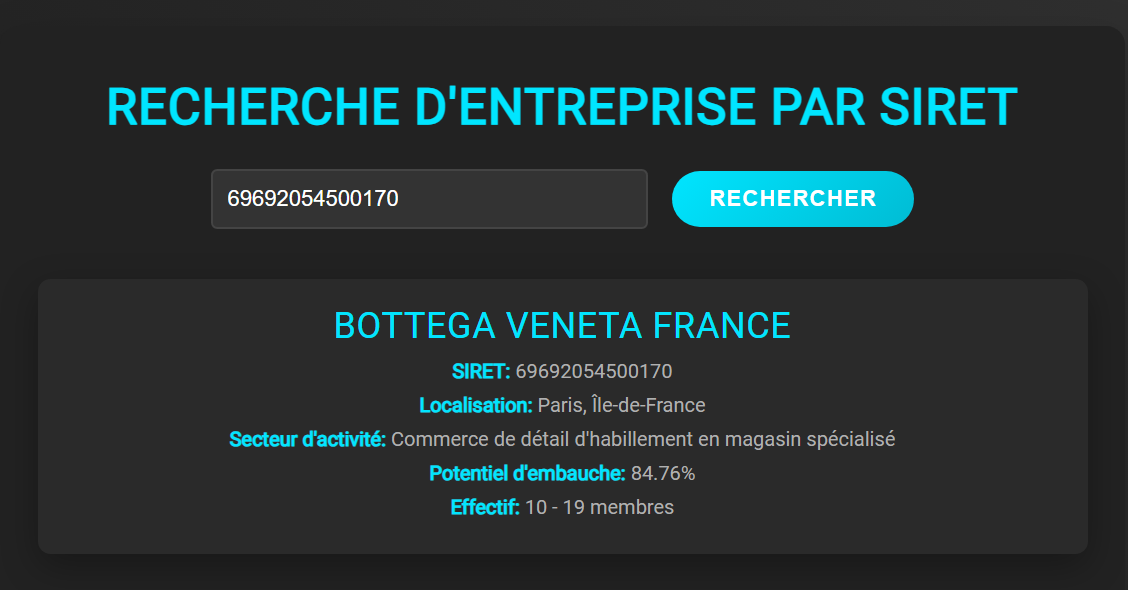 RECHERCHE D'ENTREPRISE PAR SIRET
69692054500170 RECHERCHER
BOTTEGA VENETA FRANCE
SIRET: 69692054500170
Localisation: Paris, Île-de-France
Secteur d'activité: Commerce de détail d'habillement en magasin spécialisé
Potentiel d'embauche: 84.76%
Effectif: 10 - 19 membres